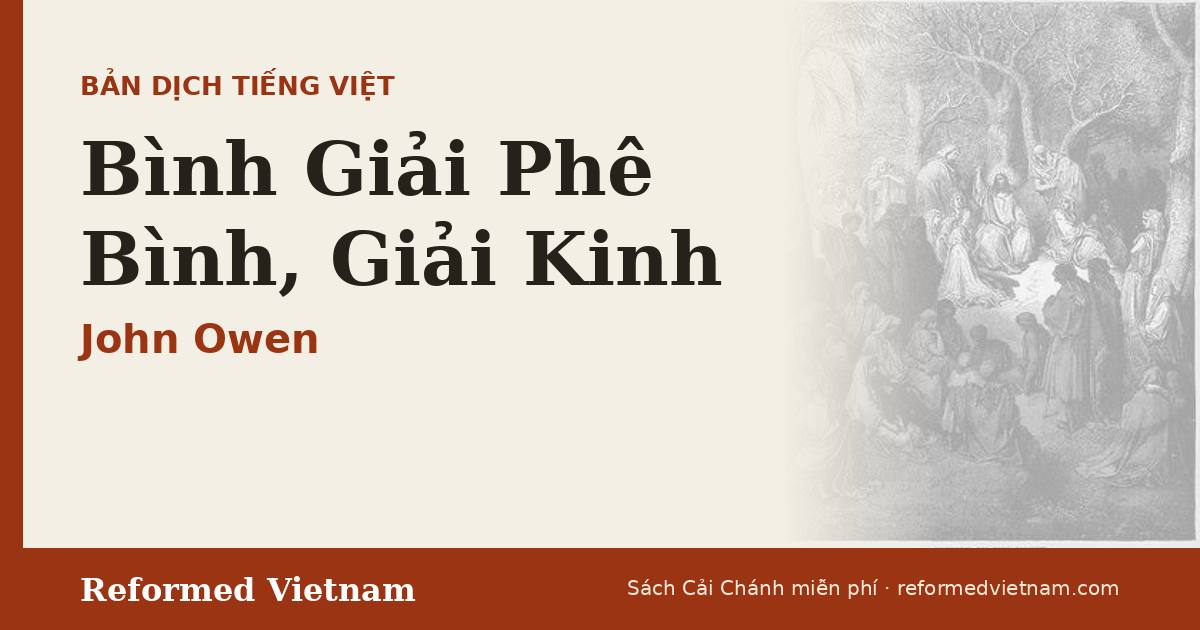 BẢN DỊCH TIẾNG VIỆT
Bình Giải Phê
Bình, Giải Kinh
John Owen
Reformed Vietnam
Sách Cải Chánh miễn phí · reformedvietnam.com